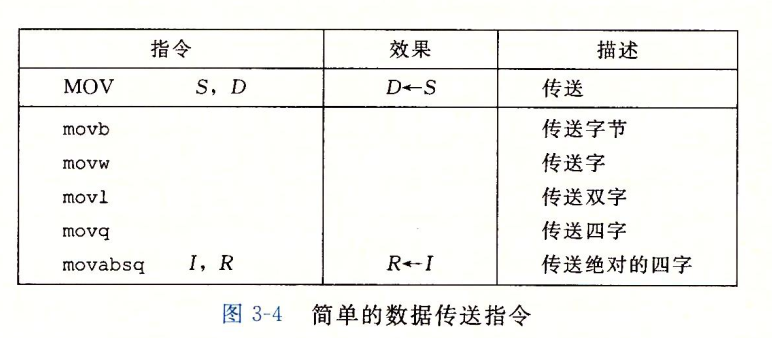 指令 效果 描述
MOV S, D D←S 传送
movb 传送字节
movw 传送字
movl 传送双字
movq 传送四字
movabsq I, R R←I 传送绝对的四字
图 3-4 简单的数据传送指令